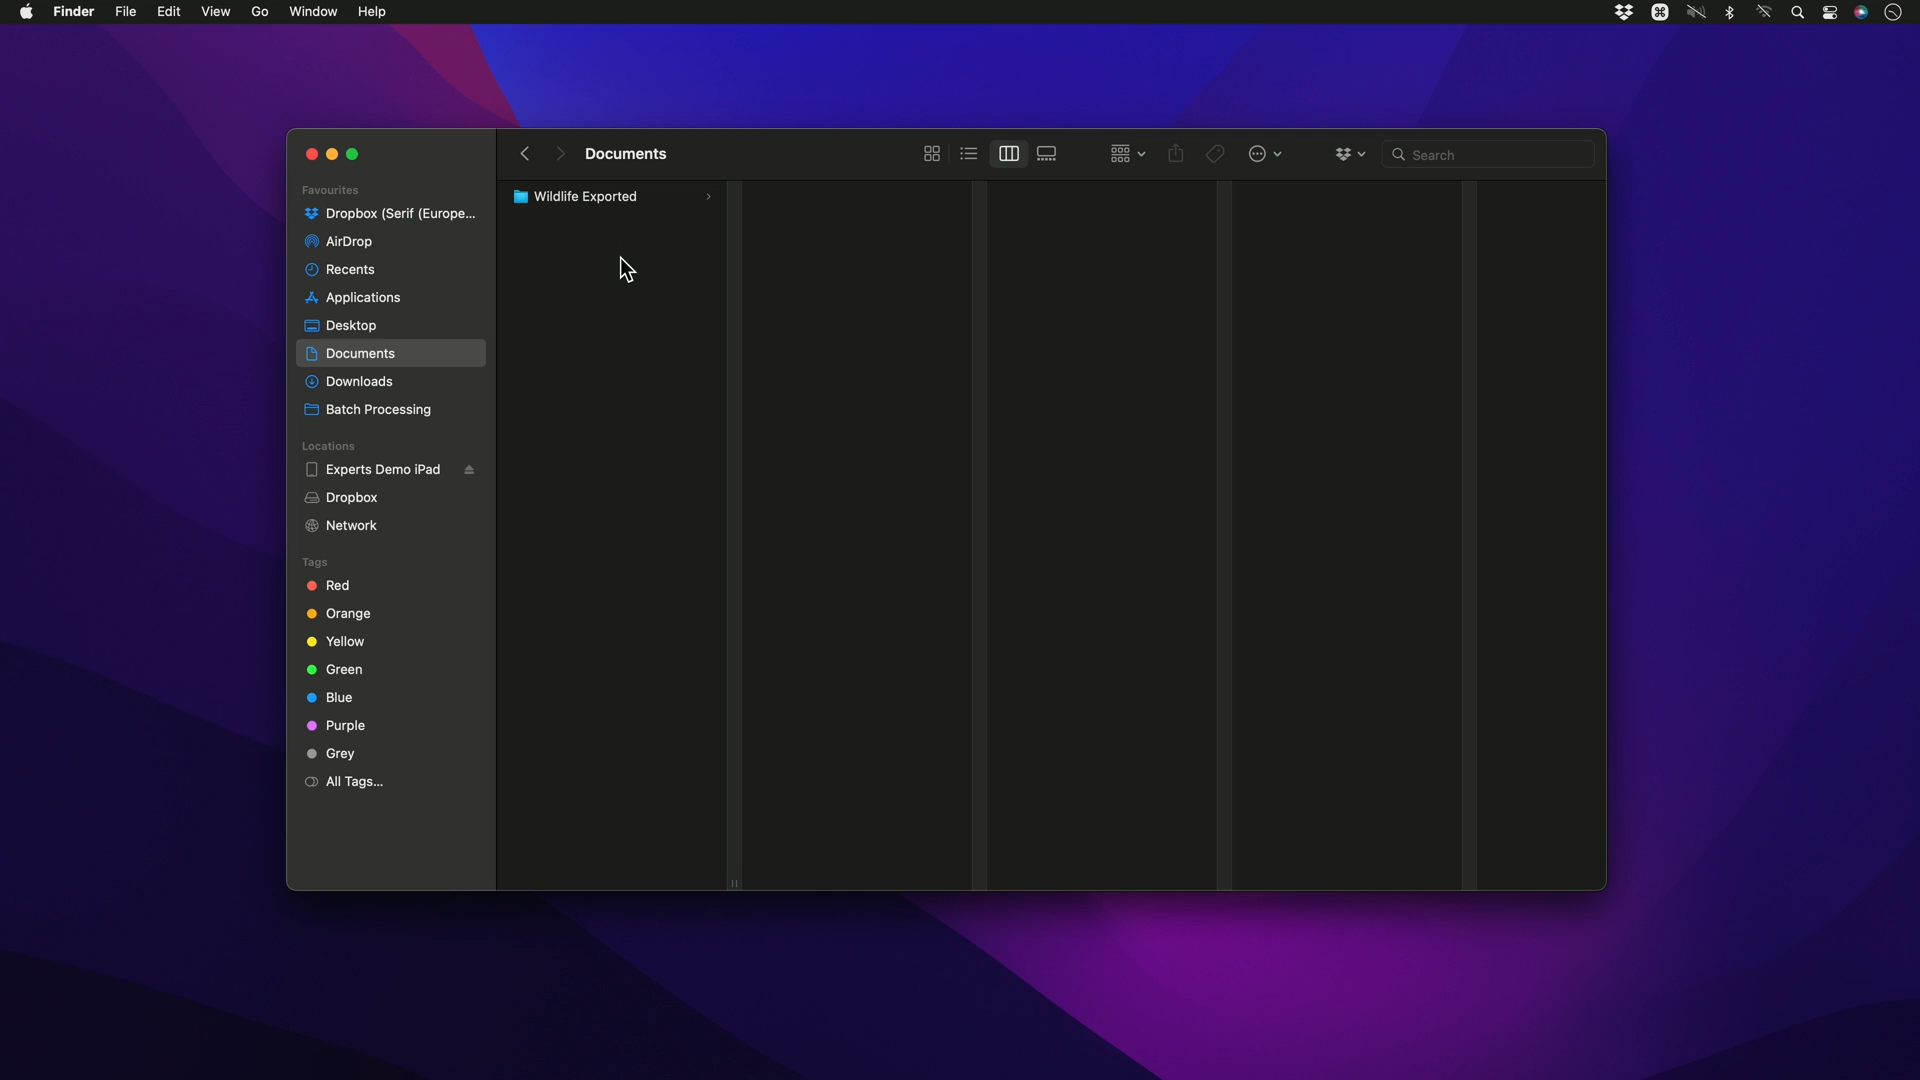 Finder File Edit View Go Window Help
Documents
Search
Favourites
Dropbox (Serif (Europe...
AirDrop
Recents
Applications
Desktop
Documents
Downloads
Batch Processing
Locations
Experts Demo iPad
Dropbox
Network
Tags
Red
Orange
Yellow
Green
Blue
Purple
Grey
All Tags...
Wildlife Exported